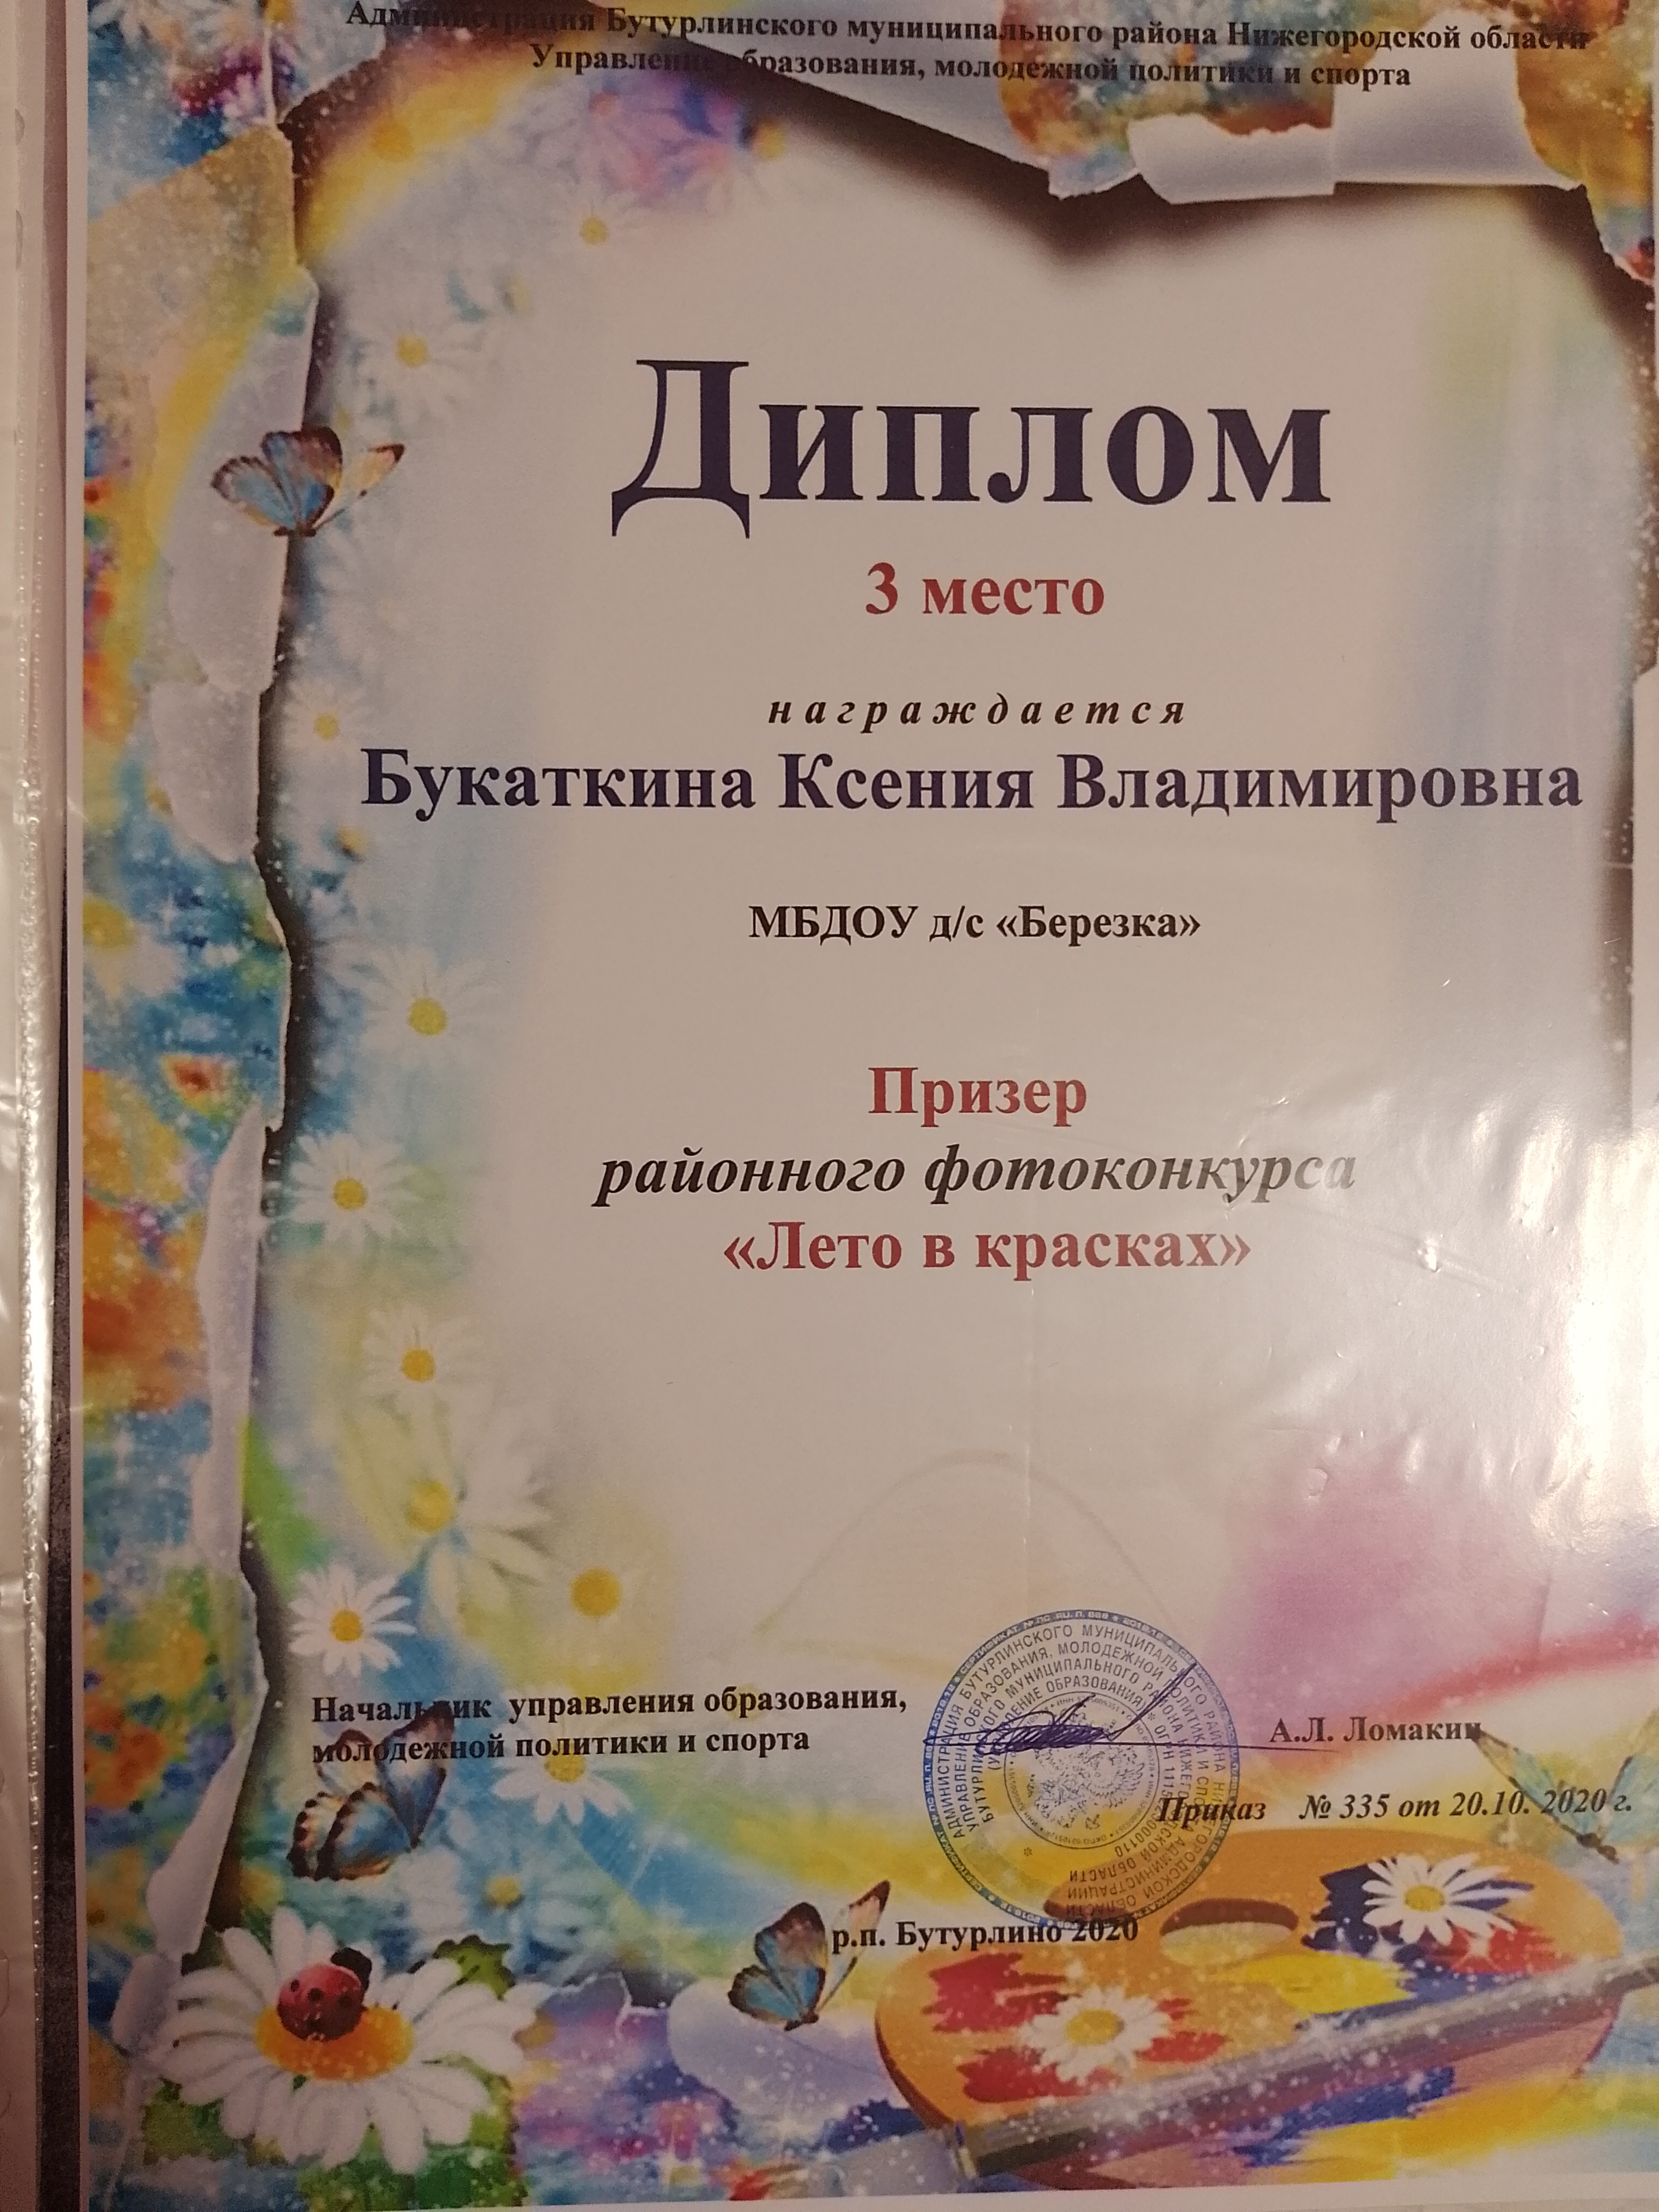 Администрация Бутурлинского муниципального района Нижегородской области
Управление образования, молодежной политики и спорта
Диплом
3 место
награждается
Букаткина Ксения Владимировна
МБДОУ д/с «Березка»
Призер
районного фотоконкурса
«Лето в красках»
Начальник управления образования,
молодежной политики и спорта
А.Л. Ломакин
Приказ № 335 от 20.10. 2020 г.
р.п. Бутурлино 2020